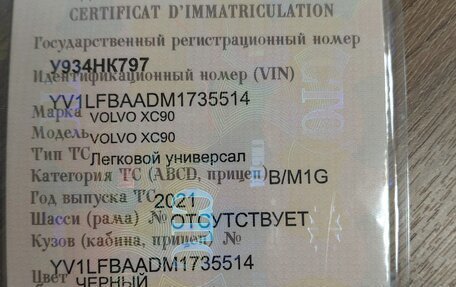 CERTIFICAT D'IMMATRICULATION
Государственный регистрационный номер
У934НК797
Идентификационный номер (VIN)
YV1LFBAADM1735514
Марка VOLVO XC90
Модель VOLVO XC90
Тип ТС Легковой универсал
Категория ТС (ABCD, прицеп) B/M1G
Год выпуска ТС 2021
Шасси (рама) № ОТСУТСТВУЕТ
Кузов (кабина, прицеп) №
YV1LFBAADM1735514
Цвет ЧЕРНЫЙ